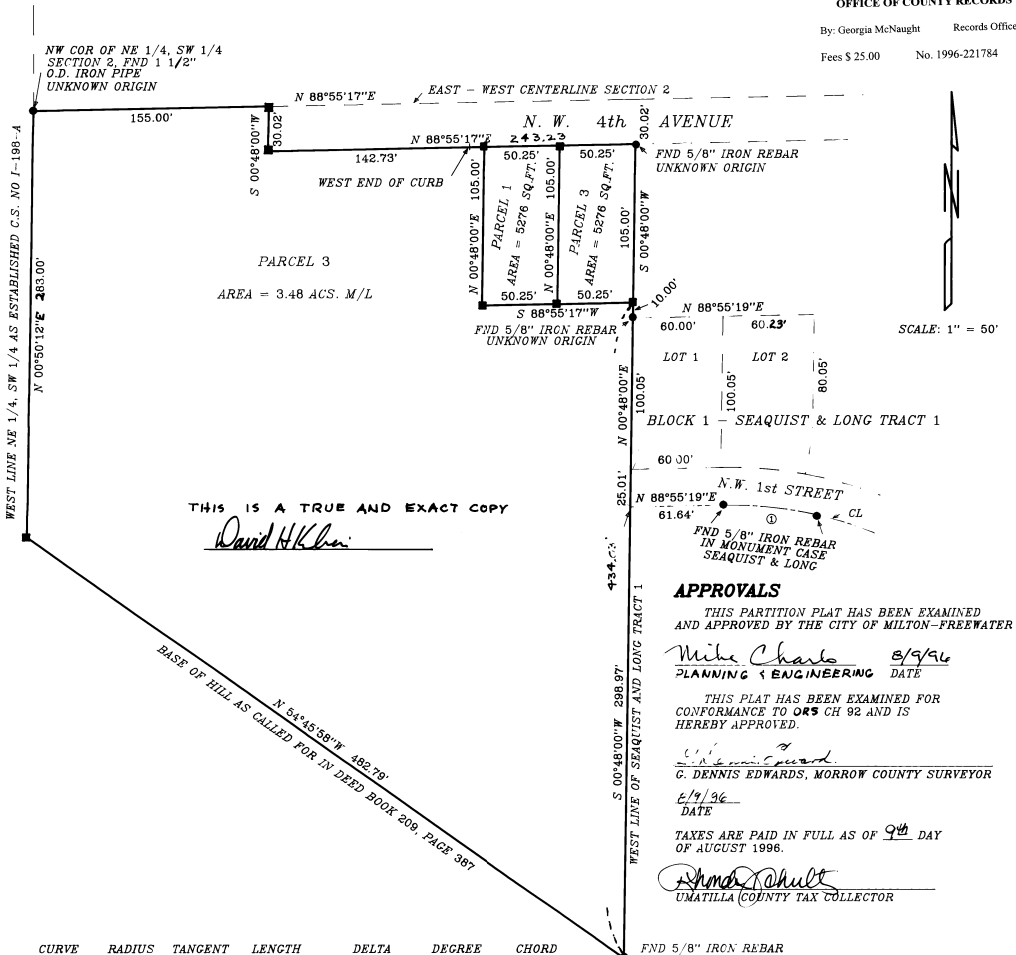 OFFICE OF COUNTY RECORDS
By: Georgia McNaught Records Office
Fees $ 25.00 No. 1996-221784
NW COR OF NE 1/4, SW 1/4
SECTION 2, FND 1 1/2"
O.D. IRON PIPE
UNKNOWN ORIGIN
N 88°55'17"E
EAST - WEST CENTERLINE SECTION 2
155.00'
S 00°48'00"W
30.02'
N. W. 4th AVENUE
30.02'
N 88°55'17"E 243.23
142.73'
50.25'
50.25'
WEST END OF CURB
FND 5/8" IRON REBAR
UNKNOWN ORIGIN
N 00°48'00"E 105.00'
PARCEL 1
AREA = 5276 SQ.FT.
N 00°48'00"E 105.00'
PARCEL 3
AREA = 5276 SQ.FT.
105.00'
S 00°48'00"W
PARCEL 3
AREA = 3.48 ACS. M/L
50.25'
50.25'
S 88°55'17"W
10.00'
FND 5/8" IRON REBAR
UNKNOWN ORIGIN
N 88°55'19"E
60.00'
60.23'
LOT 1
LOT 2
SCALE: 1" = 50'
N
WEST LINE NE 1/4, SW 1/4 AS ESTABLISHED C.S. NO I-198-A
N 00°50'12"E 283.00'
N 00°48'00"E
100.05'
100.05'
80.05'
BLOCK 1 - SEAQUIST & LONG TRACT 1
60.00'
25.01'
N.W. 1st STREET
N 88°55'19"E
61.64'
1
CL
FND 5/8" IRON REBAR
IN MONUMENT CASE
SEAQUIST & LONG
THIS IS A TRUE AND EXACT COPY
David H
S 00°48'00"W 298.97'
WEST LINE OF SEAQUIST AND LONG TRACT 1
N 54°45'58"W 482.79'
BASE OF HILL AS CALLED FOR IN DEED BOOK 209, PAGE 387
APPROVALS
THIS PARTITION PLAT HAS BEEN EXAMINED
AND APPROVED BY THE CITY OF MILTON-FREEWATER
Mike Charls 8/9/96
PLANNING & ENGINEERING DATE
THIS PLAT HAS BEEN EXAMINED FOR
CONFORMANCE TO ORS CH 92 AND IS
HEREBY APPROVED.
G. DENNIS EDWARDS, MORROW COUNTY SURVEYOR
8/9/96
DATE
TAXES ARE PAID IN FULL AS OF 9th DAY
OF AUGUST 1996.
UMATILLA COUNTY TAX COLLECTOR
CURVE RADIUS TANGENT LENGTH DELTA DEGREE CHORD
FND 5/8" IRON REBAR